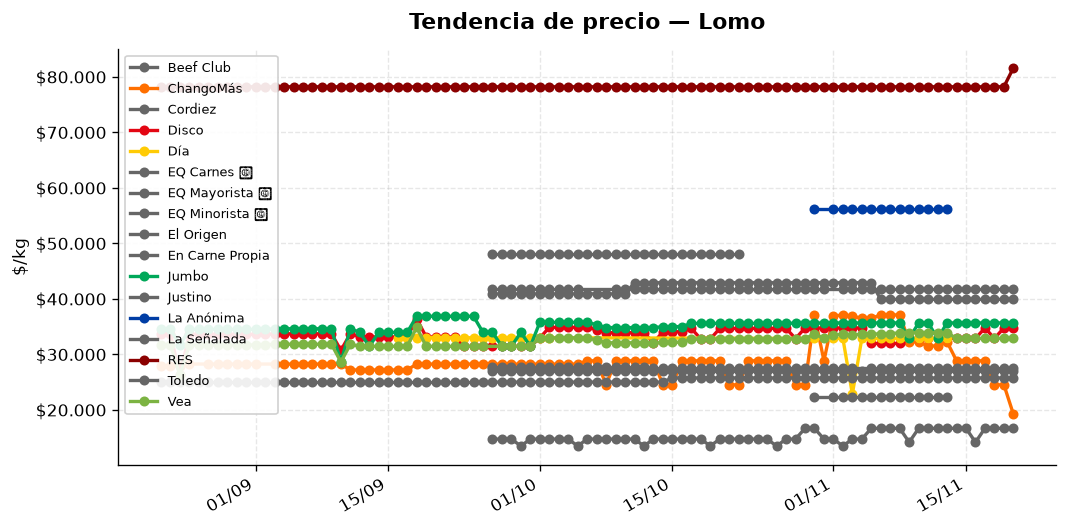 Tendencia de precio — Lomo
$/kg
$80.000
$70.000
$60.000
$50.000
$40.000
$30.000
$20.000
Beef Club
ChangoMás
Cordiez
Disco
Día
EQ Carnes
EQ Mayorista
EQ Minorista
El Origen
En Carne Propia
Jumbo
Justino
La Anónima
La Señalada
RES
Toledo
Vea
01/09
15/09
01/10
15/10
01/11
15/11